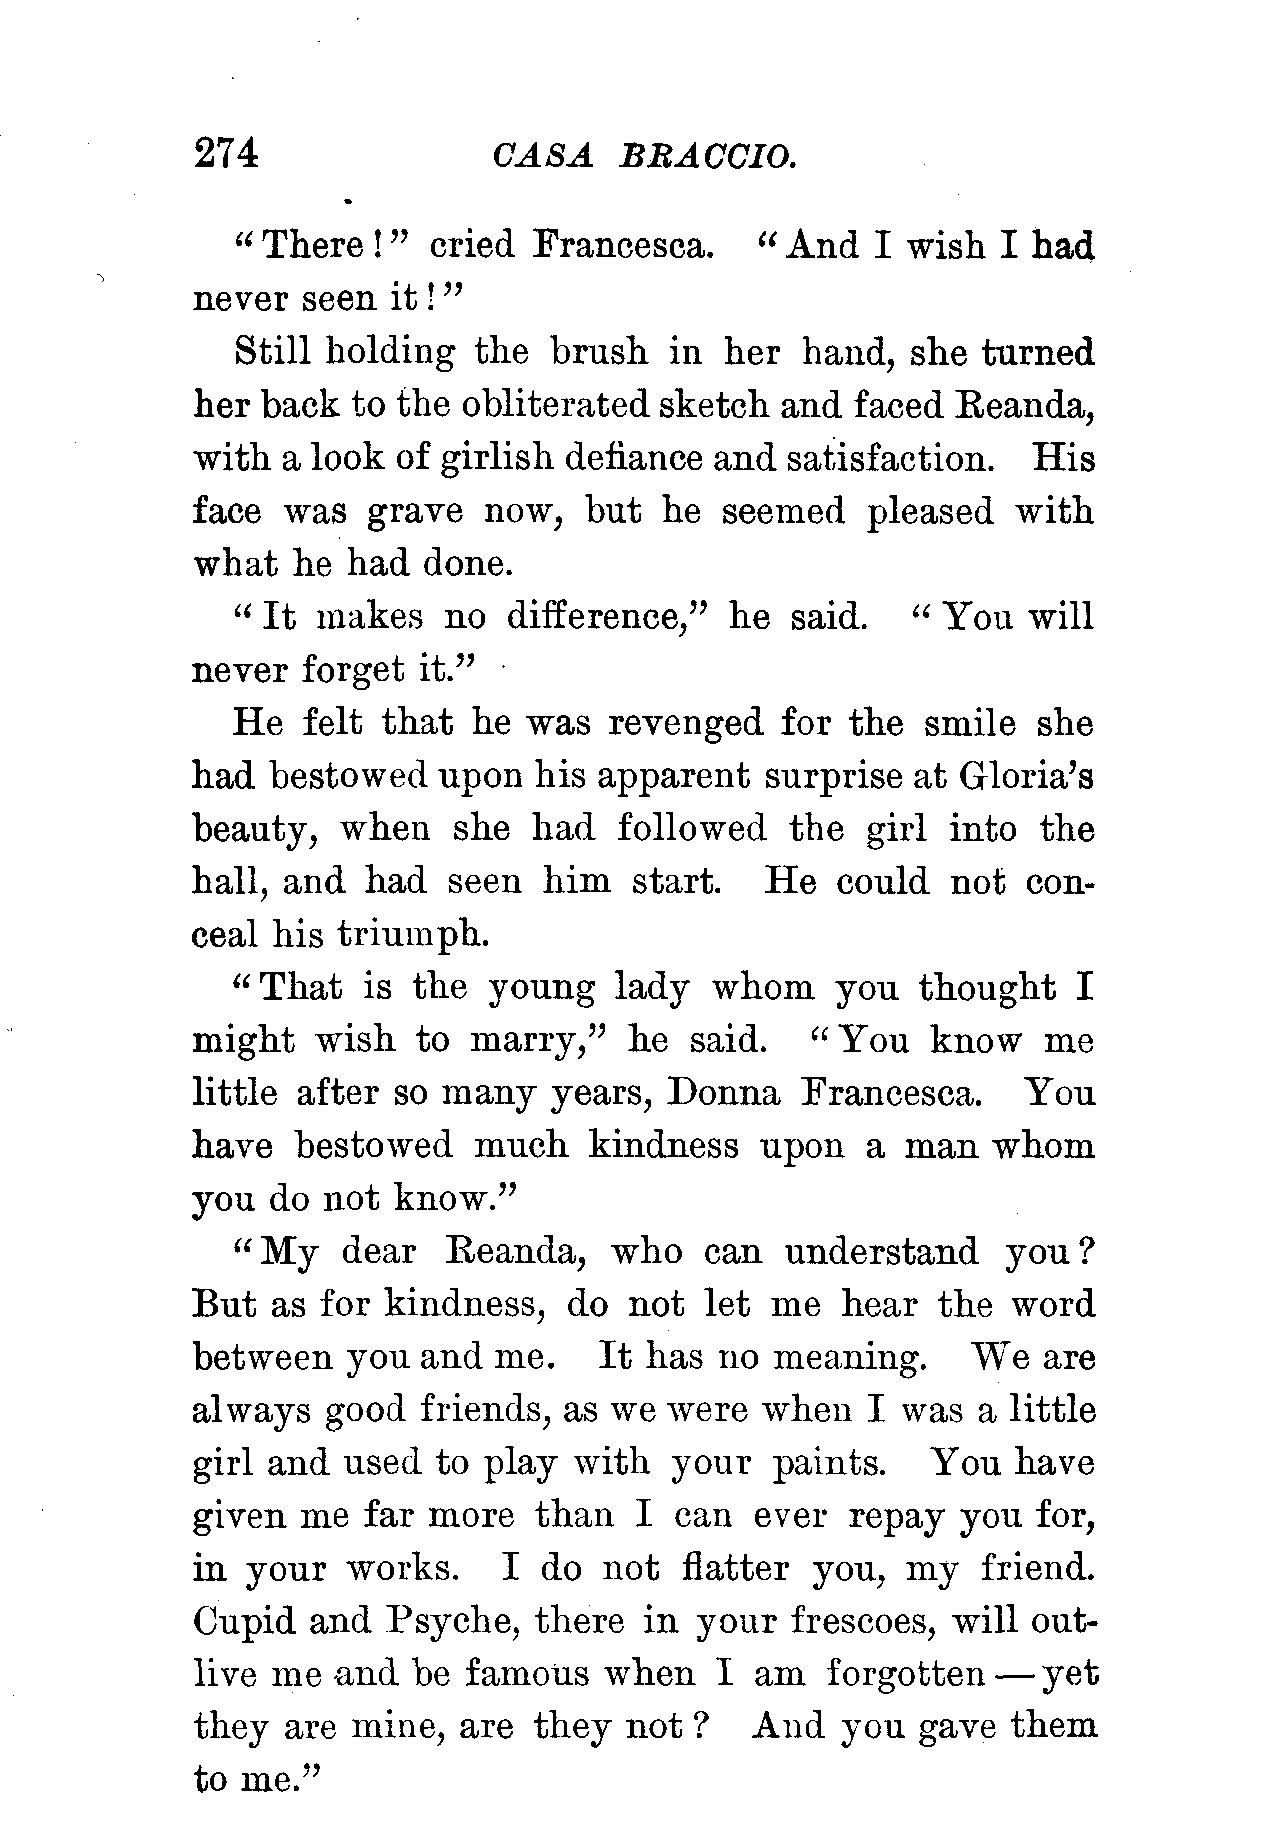 274 CASA BRACCIO.
“There!” cried Francesca. “And I wish I had
never seen it!”
Still holding the brush in her hand, she turned
her back to the obliterated sketch and faced Reanda,
with a look of girlish defiance and satisfaction. His
face was grave now, but he seemed pleased with
what he had done.
“It makes no difference,” he said. “You will
never forget it.”
He felt that he was revenged for the smile she
had bestowed upon his apparent surprise at Gloria’s
beauty, when she had followed the girl into the
hall, and had seen him start. He could not con-
ceal his triumph.
“That is the young lady whom you thought I
might wish to marry,” he said. “You know me
little after so many years, Donna Francesca. You
have bestowed much kindness upon a man whom
you do not know.”
“My dear Reanda, who can understand you?
But as for kindness, do not let me hear the word
between you and me. It has no meaning. We are
always good friends, as we were when I was a little
girl and used to play with your paints. You have
given me far more than I can ever repay you for,
in your works. I do not flatter you, my friend.
Cupid and Psyche, there in your frescoes, will out-
live me and be famous when I am forgotten — yet
they are mine, are they not? And you gave them
to me.”